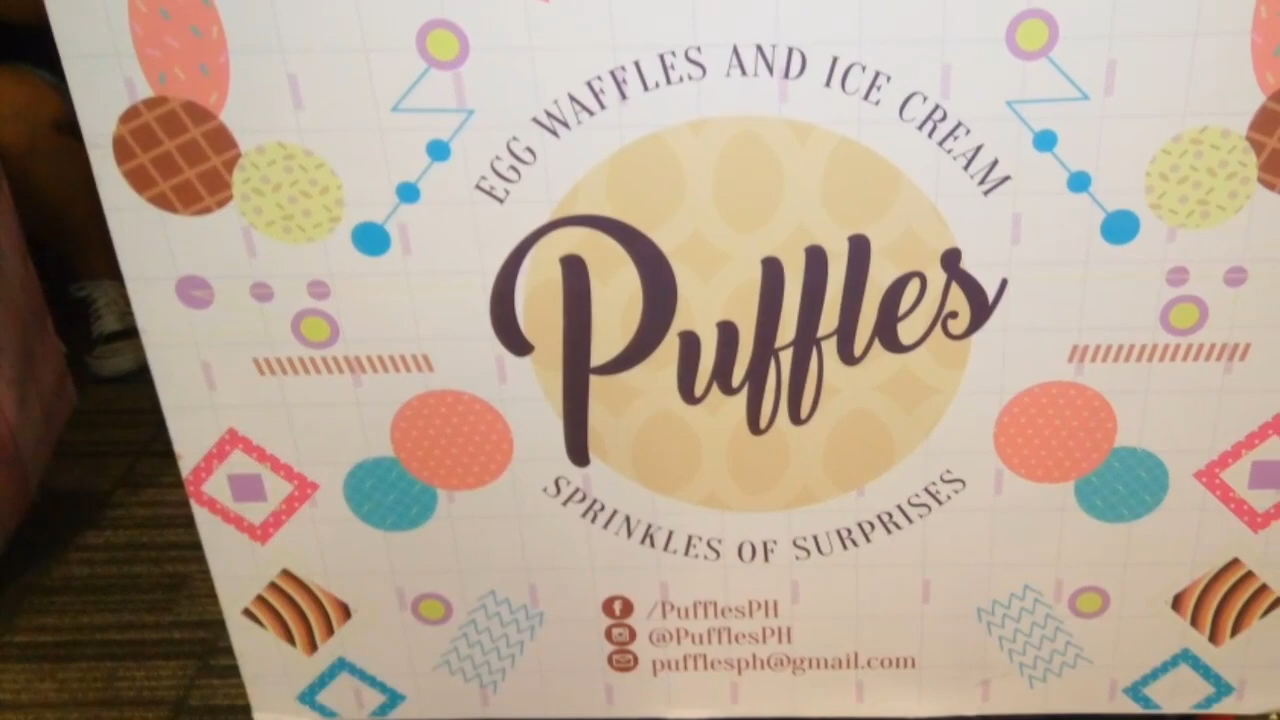 EGG WAFFLES AND ICE CREAM
Puffles
SPRINKLES OF SURPRISES
/PufflesPH
@PufflesPH
pufflesph@gmail.com